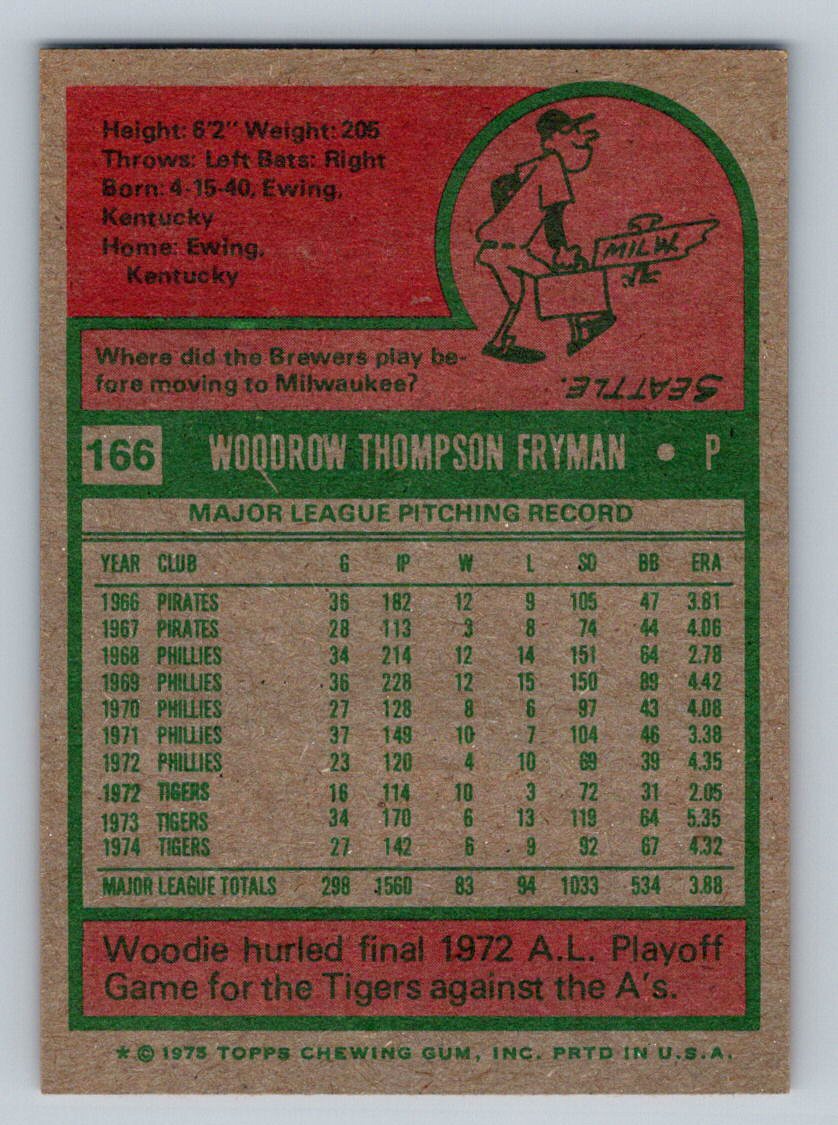 Height: 6'2" Weight: 205
Throws: Left Bats: Right
Born: 4-15-40, Ewing,
Kentucky
Home: Ewing,
Kentucky
MILW.
Where did the Brewers play be-
fore moving to Milwaukee?
SEATTLE.
166 WOODROW THOMPSON FRYMAN • P
MAJOR LEAGUE PITCHING RECORD
YEAR CLUB G IP W L SO BB ERA
1966 PIRATES 36 182 12 9 105 47 3.81
1967 PIRATES 28 113 3 8 74 44 4.06
1968 PHILLIES 34 214 12 14 151 64 2.78
1969 PHILLIES 36 228 12 15 150 89 4.42
1970 PHILLIES 27 128 8 6 97 43 4.08
1971 PHILLIES 37 149 10 7 104 46 3.38
1972 PHILLIES 23 120 4 10 69 39 4.35
1972 TIGERS 16 114 10 3 72 31 2.05
1973 TIGERS 34 170 6 13 119 64 5.35
1974 TIGERS 27 142 6 9 92 67 4.32
MAJOR LEAGUE TOTALS 298 1560 83 94 1033 534 3.88
Woodie hurled final 1972 A.L. Playoff
Game for the Tigers against the A's.
* © 1975 TOPPS CHEWING GUM, INC. PRTD IN U.S.A.